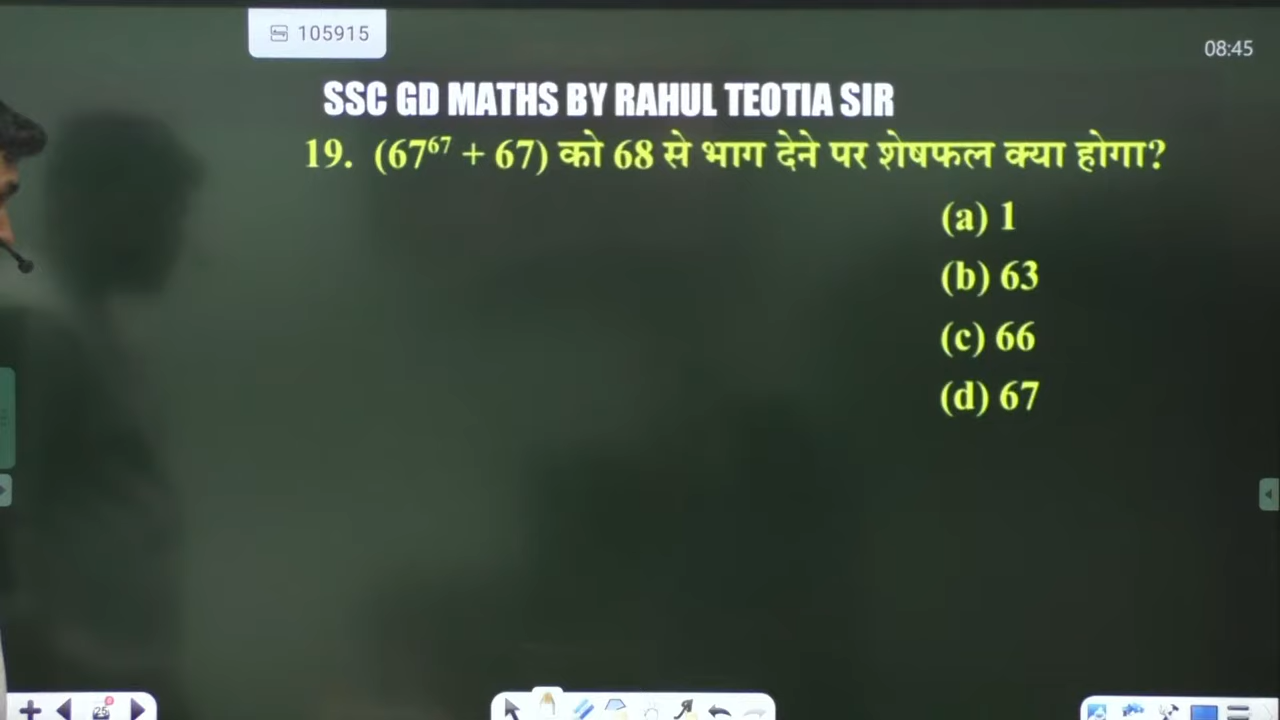 105915
08:45
SSC GD MATHS BY RAHUL TEOTIA SIR
19. (67⁶⁷ + 67) को 68 से भाग देने पर शेषफल क्या होगा?
(a) 1
(b) 63
(c) 66
(d) 67
25